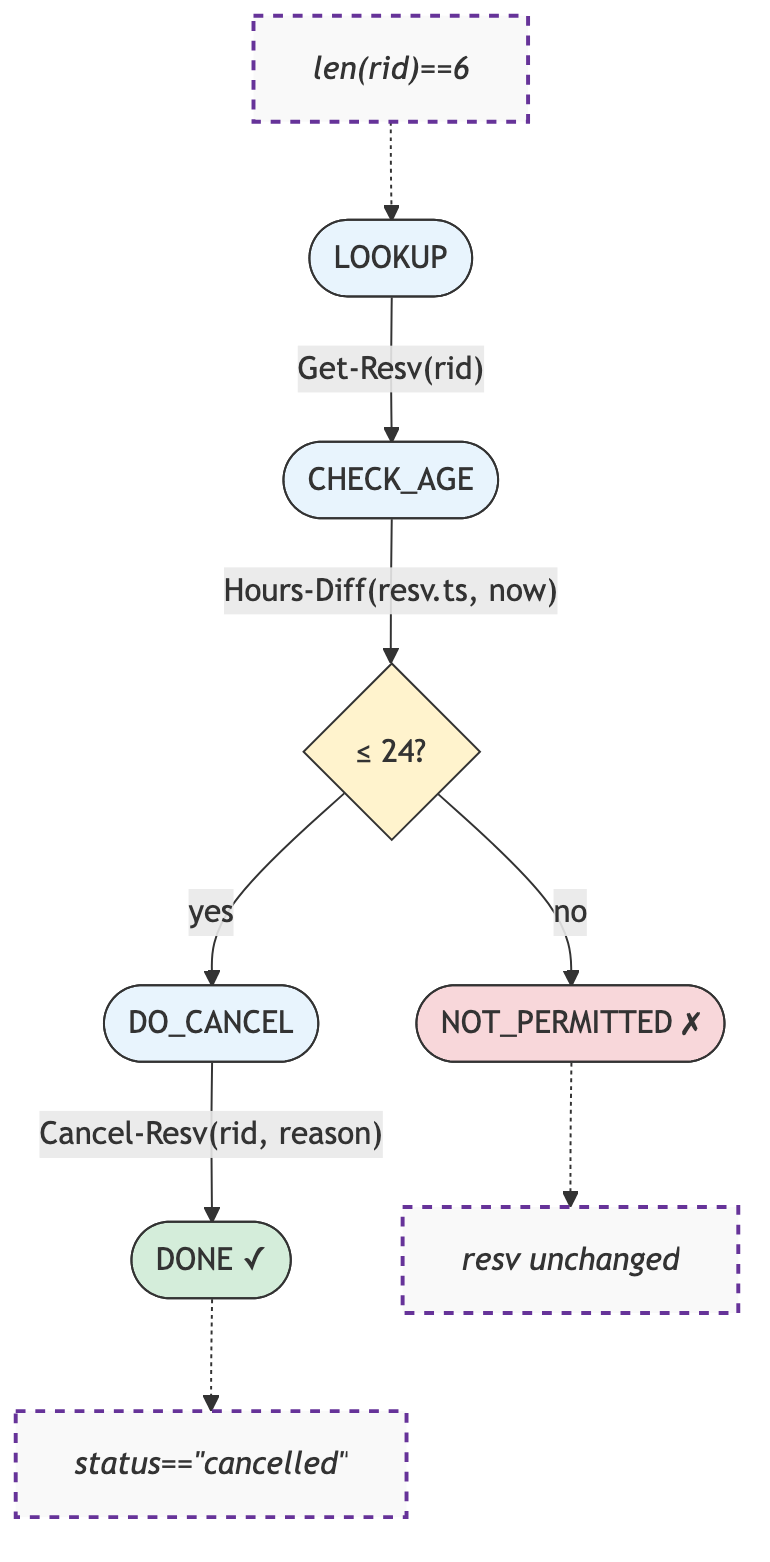 len(rid)==6
LOOKUP
Get-Resv(rid)
CHECK_AGE
Hours-Diff(resv.ts, now)
≤ 24?
yes
no
DO_CANCEL
NOT_PERMITTED ✗
Cancel-Resv(rid, reason)
DONE ✓
resv unchanged
status=="cancelled"